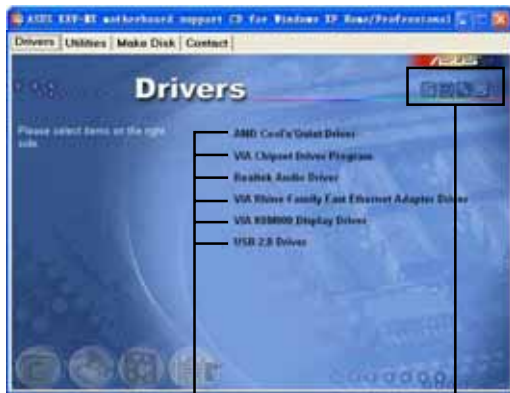 ASUS K8V-MX motherboard support CD for Windows XP Home/Professional
Drivers Utilities Make Disk Contact
ASUS
Drivers
Please select items on the right side.
AMD Cool'n'Quiet Driver
VIA Chipset Driver Program
Realtek Audio Driver
VIA Rhine Family Fast Ethernet Adapter Driver
VIA K8M800 Display Driver
USB 2.0 Driver